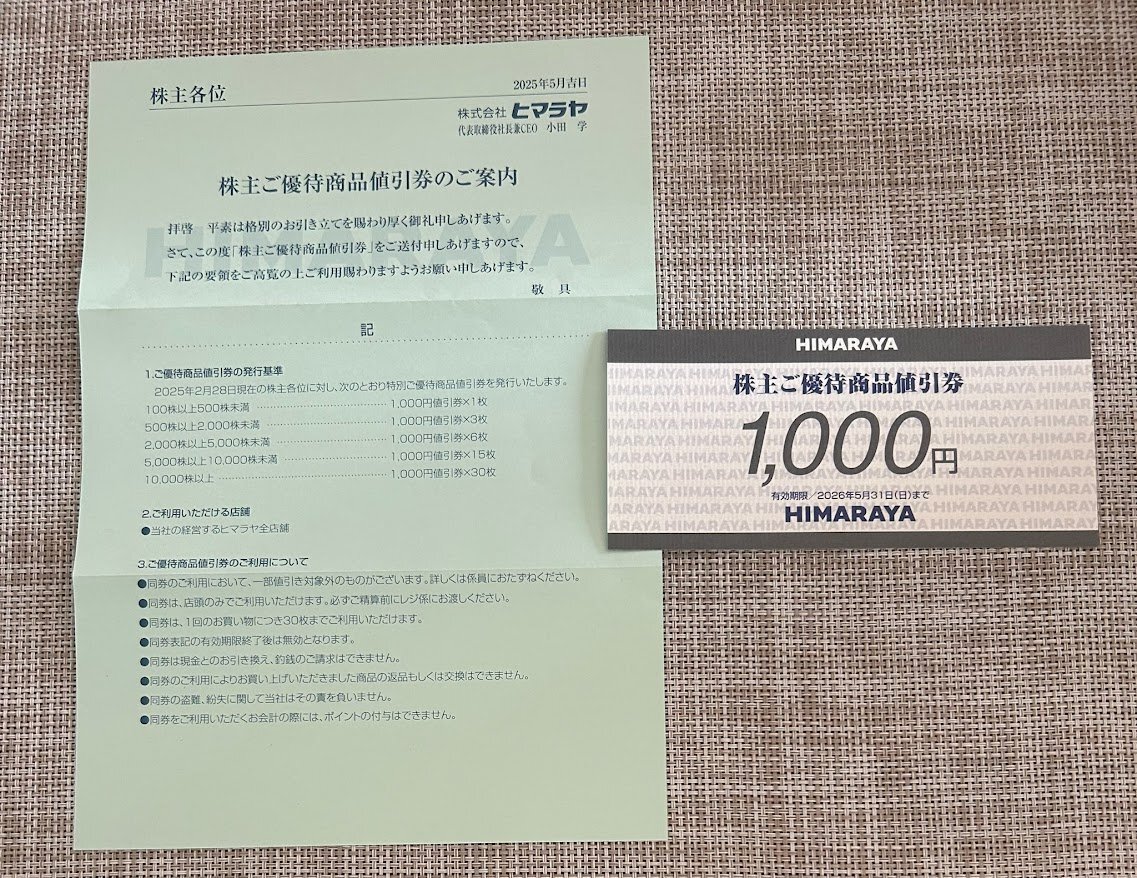 株主各位
2025年5月吉日
株式会社 ヒマラヤ
代表取締役社長兼CEO 小田 学
株主ご優待商品値引券のご案内
HIMARAYA
拝啓 平素は格別のお引き立てを賜わり厚く御礼申しあげます。
さて、この度「株主ご優待商品値引券」をご送付申しあげますので、
下記の要領をご高覧の上ご利用賜わりますようお願い申しあげます。
敬 具
記
1.ご優待商品値引券の発行基準
2025年2月28日現在の株主各位に対し、次のとおり特別ご優待商品値引券を発行いたします。
100株以上500株未満 …………………… 1,000円値引券×1枚
500株以上2,000株未満 …………………… 1,000円値引券×3枚
2,000株以上5,000株未満 …………………… 1,000円値引券×6枚
5,000株以上10,000株未満 …………………… 1,000円値引券×15枚
10,000株以上 …………………… 1,000円値引券×30枚
2.ご利用いただける店舗
●当社の経営するヒマラヤ全店舗
3.ご優待商品値引券のご利用について
●同券のご利用において、一部値引き対象外のものがございます。詳しくは係員におたずねください。
●同券は、店頭のみでご利用いただけます。必ずご精算前にレジ係にお渡しください。
●同券は、1回のお買い物につき30枚までご利用いただけます。
●同券表記の有効期限終了後は無効となります。
●同券は現金とのお引き換え、釣銭のご請求はできません。
●同券のご利用によりお買い上げいただきました商品の返品もしくは交換はできません。
●同券の盗難、紛失に関して当社はその責を負いません。
●同券をご利用いただくお会計の際には、ポイントの付与はできません。
HIMARAYA
株主ご優待商品値引券
1,000円
有効期限/2026年5月31日(日)まで
HIMARAYA